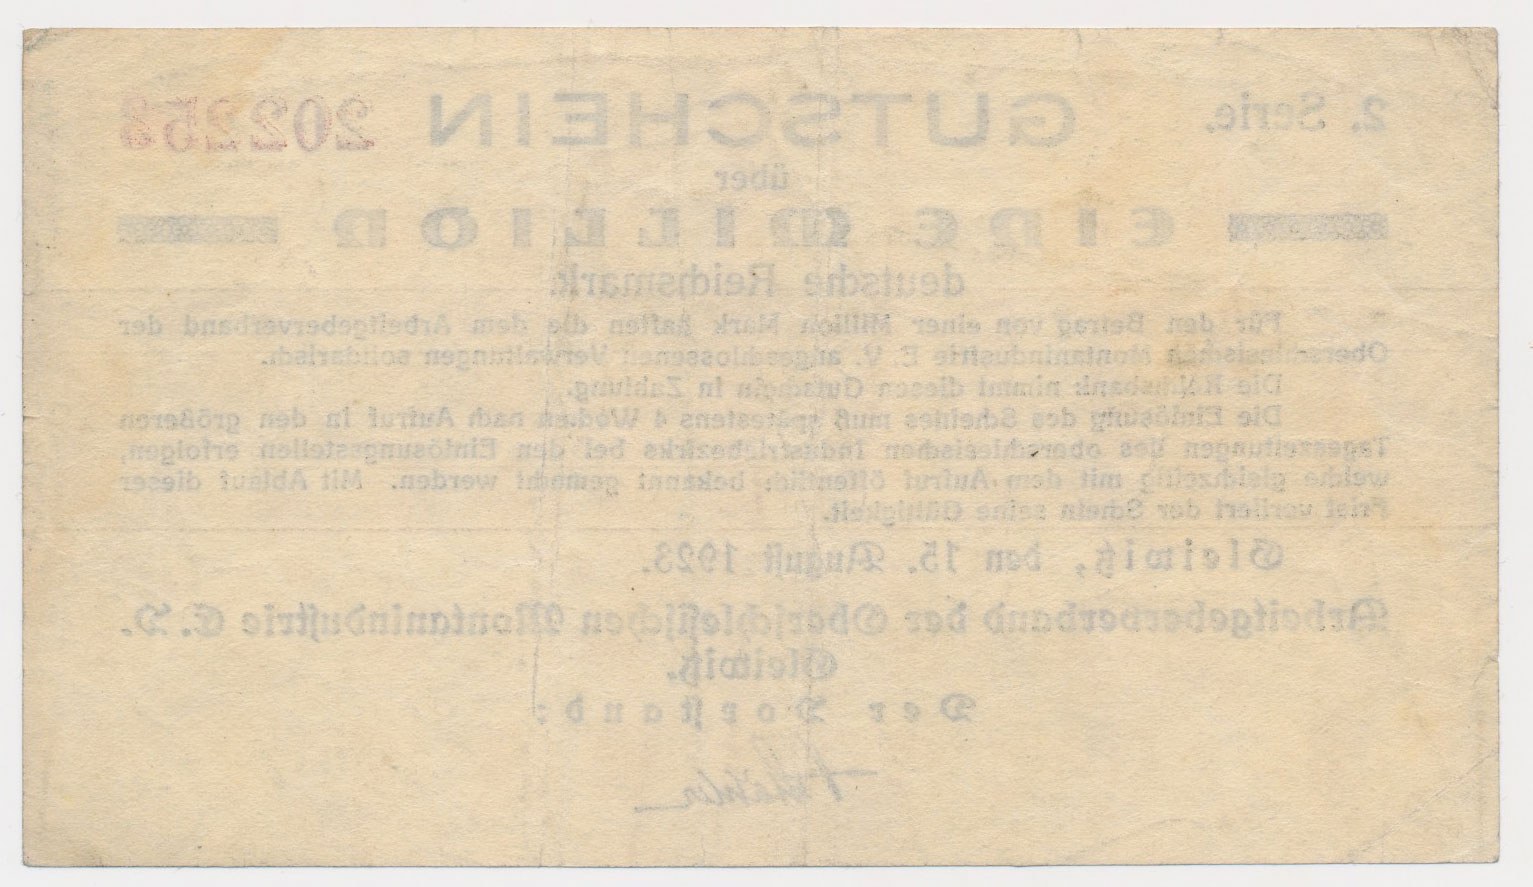 2. Serie. GUTSCHEIN 202253
über
EINE MILLION
deutsche Reichsmark
Für den Betrag von einer Million Mark haften die dem Arbeitgeberverband der
Oberschlesischen Montanindustrie E. V. angeschlossenen Verwaltungen solidarisch.
Die Reichsbank nimmt diesen Gutschein in Zahlung.
Die Einlösung des Scheines muß spätestens 4 Wochen nach Aufruf in den größeren
Tageszeitungen des oberschlesischen Industriebezirks bei den Einlösungsstellen erfolgen,
welche gleichzeitig mit dem Aufruf öffentlich bekannt gemacht werden. Mit Ablauf dieser
Frist verliert der Schein seine Gültigkeit.
Gleiwitz, den 15. August 1923.
Arbeitgeberverband der Oberschlesischen Montanindustrie E. V.
Gleiwitz.
Der Vorstand: